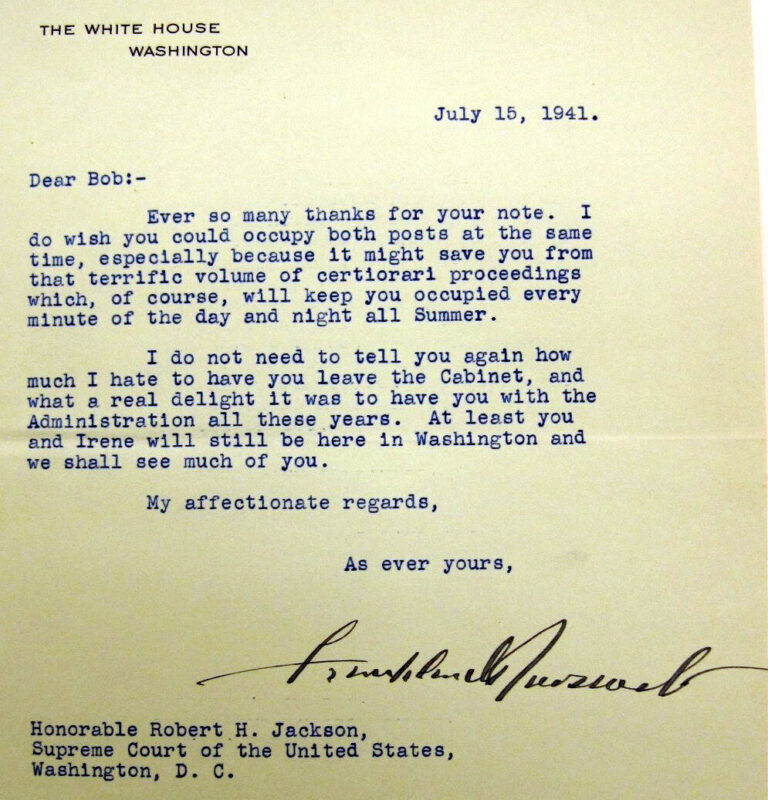 THE WHITE HOUSE
WASHINGTON
July 15, 1941.
Dear Bob:-
Ever so many thanks for your note. I
do wish you could occupy both posts at the same
time, especially because it might save you from
that terrific volume of certiorari proceedings
which, of course, will keep you occupied every
minute of the day and night all Summer.
I do not need to tell you again how
much I hate to have you leave the Cabinet, and
what a real delight it was to have you with the
Administration all these years. At least you
and Irene will still be here in Washington and
we shall see much of you.
My affectionate regards,
As ever yours,
Franklin D Roosevelt
Honorable Robert H. Jackson,
Supreme Court of the United States,
Washington, D. C.